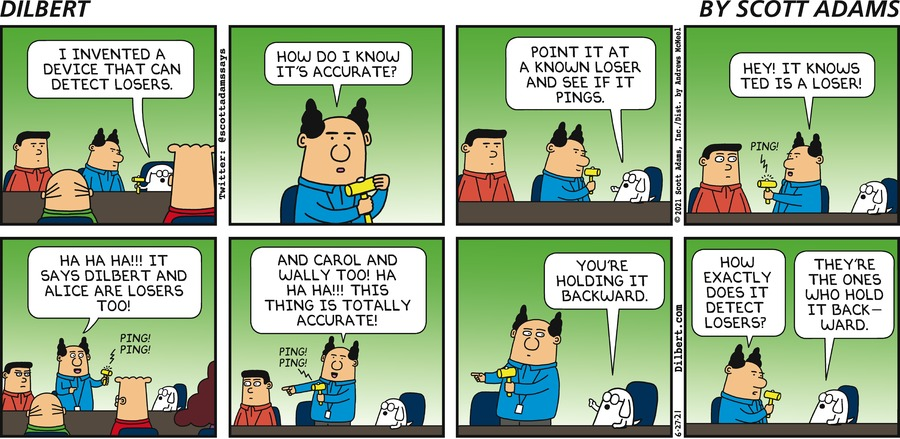 DILBERT
BY SCOTT ADAMS
I INVENTED A
DEVICE THAT CAN
DETECT LOSERS.
Twitter: @scottadamssays
HOW DO I KNOW
IT'S ACCURATE?
POINT IT AT
A KNOWN LOSER
AND SEE IF IT
PINGS.
© 2021 Scott Adams, Inc./Dist. by Andrews McMeel
HEY! IT KNOWS
TED IS A LOSER!
PING!
HA HA HA!!! IT
SAYS DILBERT AND
ALICE ARE LOSERS
TOO!
PING!
PING!
AND CAROL AND
WALLY TOO! HA
HA HA!!! THIS
THING IS TOTALLY
ACCURATE!
PING!
PING!
YOU'RE
HOLDING IT
BACKWARD.
6-27-21
Dilbert.com
HOW
EXACTLY
DOES IT
DETECT
LOSERS?
THEY'RE
THE ONES
WHO HOLD
IT BACK—
WARD.